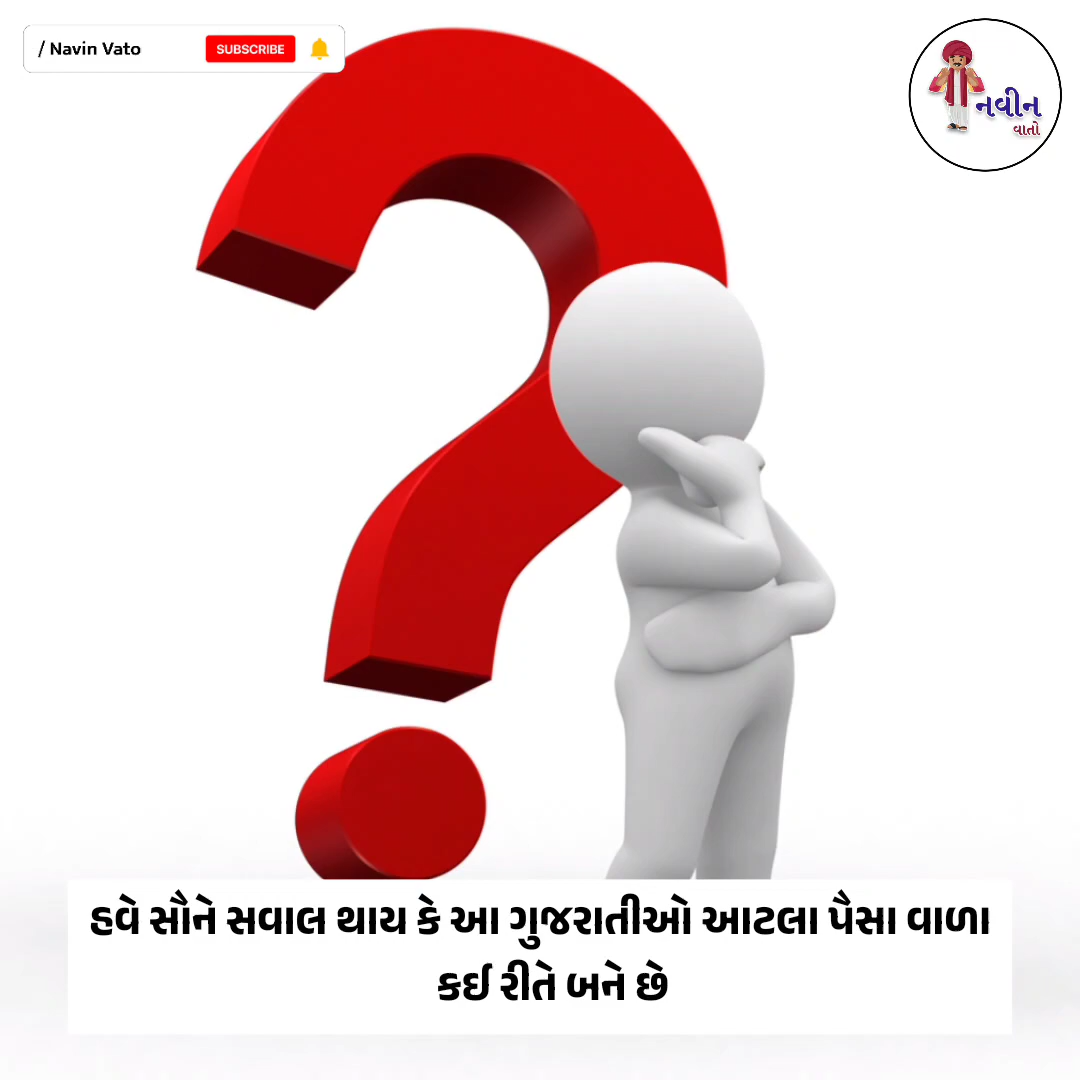 / Navin Vato
SUBSCRIBE
નવીન
વાતો
હવે સૌને સવાલ થાય કે આ ગુજરાતીઓ આટલા પૈસા વાળા
કઈ રીતે બને છે